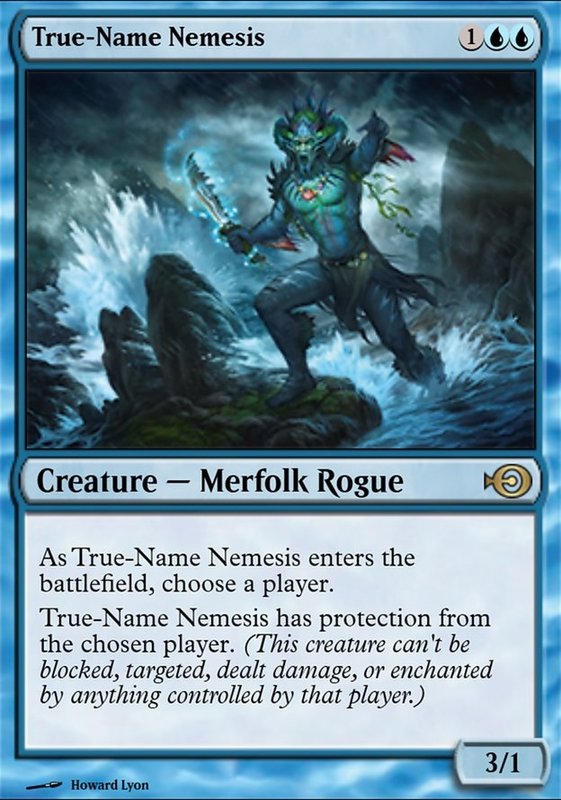 True-Name Nemesis 1
Creature — Merfolk Rogue
As True-Name Nemesis enters the
battlefield, choose a player.
True-Name Nemesis has protection from
the chosen player. (This creature can't be
blocked, targeted, dealt damage, or enchanted
by anything controlled by that player.)
3/1
Howard Lyon